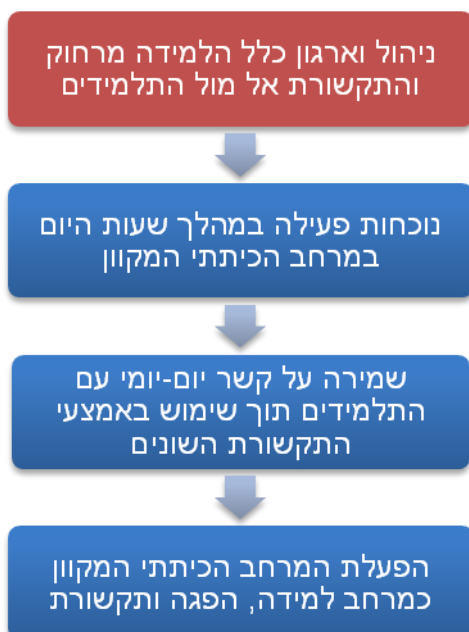 ניהול וארגון כלל הלמידה מרחוק
והתקשורת אל מול התלמידים
נוכחות פעילה במהלך שעות היום
במרחב הכיתתי המקוון
שמירה על קשר יום-יומי עם
התלמידים תוך שימוש באמצעי
התקשורת השונים
הפעלת המרחב הכיתתי המקוון
כמרחב למידה, הפגה ותקשורת